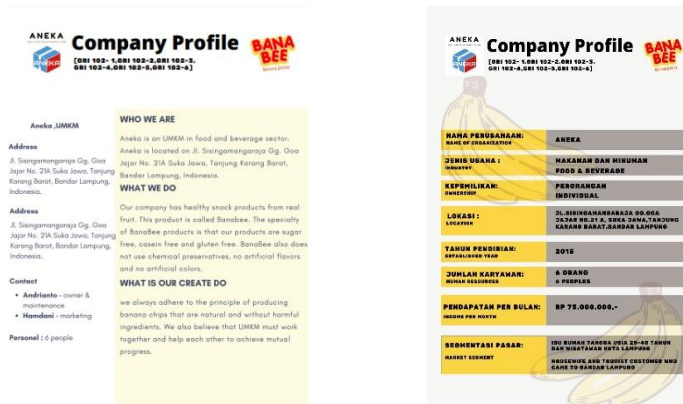 ANEKA
ANEKA
Company Profile
[GRI 102- 1,GRI 102-2,GRI 102-3,
GRI 102-4,GRI 102-5,GRI 102-6]
BANA
BEE
Aneka ,UMKM
Address
Jl. Sisingamangaraja Gg. Goa
Jajar No. 21A Suka Jawa, Tanjung
Karang Barat, Bandar Lampung,
Indonesia.
Address
Jl. Sisingamangaraja Gg. Goa
Jajar No. 21A Suka Jawa, Tanjung
Karang Barat, Bandar Lampung,
Indonesia.
Contact
• Andrianto - owner &
maintenance
• Hamdani - marketing
Personel : 6 people
WHO WE ARE
Aneka is an UMKM in food and beverage sector.
Aneka is located on Jl. Sisingamangaraja Gg. Goa
Jajar No. 21A Suka Jawa, Tanjung Karang Barat,
Bandar Lampung, Indonesia.
WHAT WE DO
Our company has healthy snack products from real
fruit. This product is called Banabee. The specialty
of BanaBee products is that our products are sugar
free, casein free and gluten free. BanaBee also does
not use chemical preservatives, no artificial flavors
and no artificial colors.
WHAT IS OUR CREATE DO
we always adhere to the principle of producing
banana chips that are natural and without harmful
ingredients. We also believe that UMKM must work
together and help each other to achieve mutual
progress.
ANEKA
ANEKA
Company Profile
[GRI 102- 1,GRI 102-2,GRI 102-3,
GRI 102-4,GRI 102-5,GRI 102-6]
BANA
BEE
NAMA PERUSAHAAN: ANEKA
NAME OF ORGANIZATION
JENIS USAHA : MAKANAN DAN MINUMAN
INDUSTRY FOOD & BEVERAGE
KEPEMILIKAN: PERORANGAN
OWNERSHIP INDIVIDUAL
LOKASI : JL.SISINGAMANGARAJA GG.GOA
LOCATION JAJAR NO.21 A, SUKA JAWA,TANJUNG
KARANG BARAT,BANDAR LAMPUNG
TAHUN PENDIRIAN: 2015
ESTABLISHED YEAR
JUMLAH KARYAWAN: 6 ORANG
HUMAN RESOURCES 6 PEOPLES
PENDAPATAN PER BULAN: RP 75.000.000,-
INCOME PER MONTH
SEGMENTASI PASAR: IBU RUMAH TANGGA USIA 25-45 TAHUN
DAN WISATAWAN KOTA LAMPUNG
MARKET SEGMENT HOUSEWIFE AND TOURIST CUSTOMER WHO
CAME TO BANDAR LAMPUNG